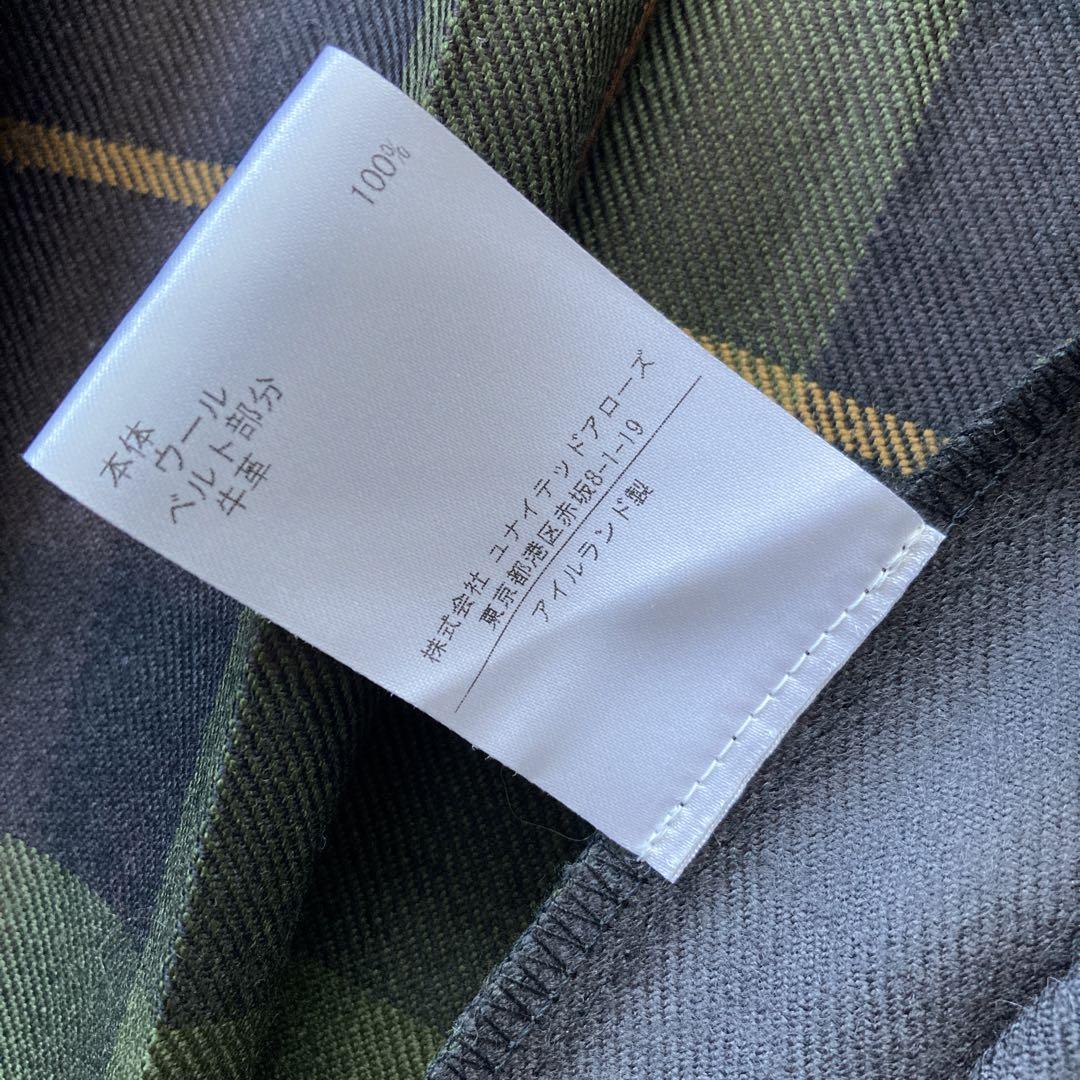 本体
ウール 100%
ベルト部分
牛革
株式会社 ユナイテッドアローズ
東京都港区赤坂8-1-19
アイルランド製